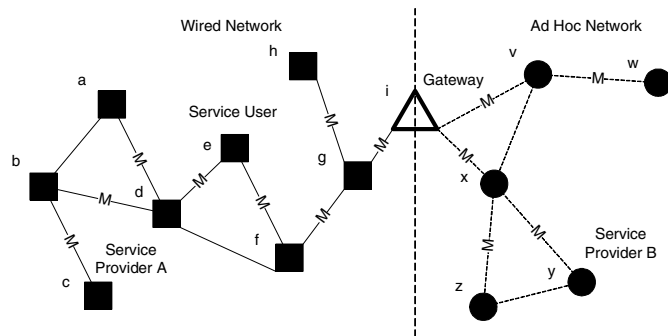 Wired Network
Ad Hoc Network
h
v
w
i
Gateway
M
a
Service User
M
M
e
M
g
M
b
M
d
M
M
x
M
M
M
f
M
M
M
Service
Provider A
Service
Provider B
y
c
z